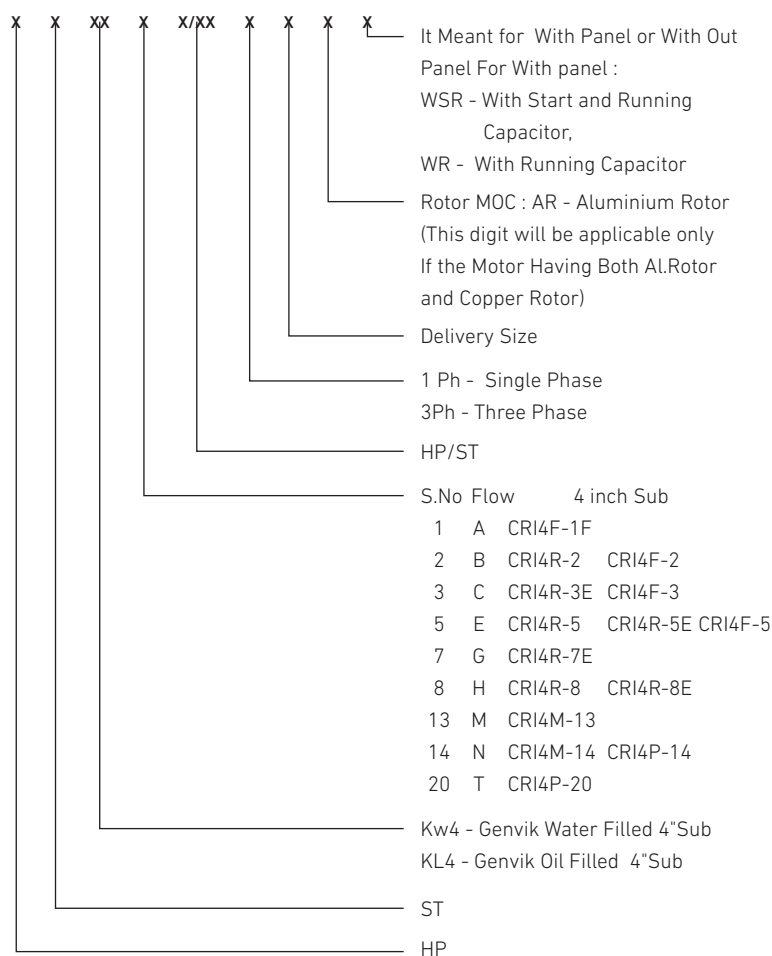 X X XX X X/XX X X X X
It Meant for With Panel or With Out
Panel For With panel :
WSR - With Start and Running
Capacitor,
WR - With Running Capacitor
Rotor MOC : AR - Aluminium Rotor
(This digit will be applicable only
If the Motor Having Both Al.Rotor
and Copper Rotor)
Delivery Size
1 Ph - Single Phase
3Ph - Three Phase
HP/ST
S.No Flow 4 inch Sub
1 A CRI4F-1F
2 B CRI4R-2 CRI4F-2
3 C CRI4R-3E CRI4F-3
5 E CRI4R-5 CRI4R-5E CRI4F-5
7 G CRI4R-7E
8 H CRI4R-8 CRI4R-8E
13 M CRI4M-13
14 N CRI4M-14 CRI4P-14
20 T CRI4P-20
Kw4 - Genvik Water Filled 4"Sub
KL4 - Genvik Oil Filled 4"Sub
ST
HP